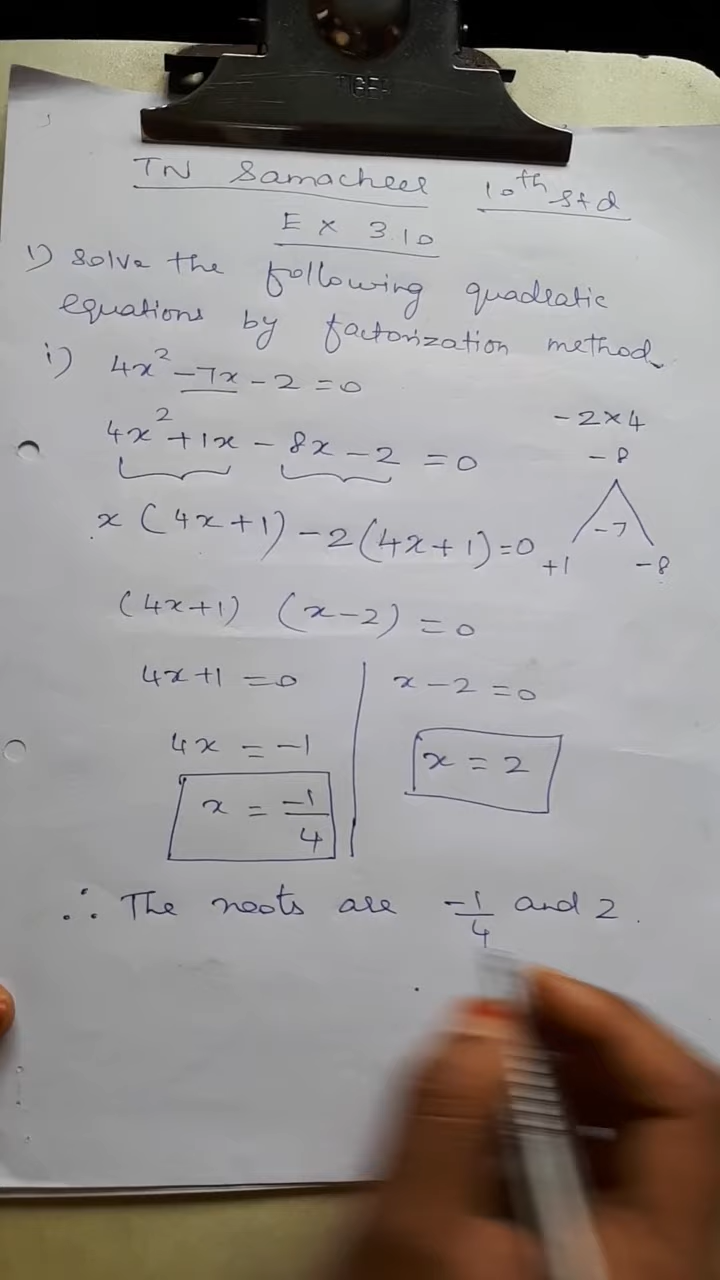 TIGER
TN Samacheer 10th Std
EX 3.10
1) Solve the following quadratic
equations by factorization method.
i) 4x² - 7x - 2 = 0
-2 x 4
4x² + 1x - 8x - 2 = 0
-8
x (4x + 1) - 2 (4x + 1) = 0
-7
+1 -8
(4x + 1) (x - 2) = 0
4x + 1 = 0
x - 2 = 0
4x = -1
x = 2
x = -1/4
∴ The roots are -1/4 and 2.